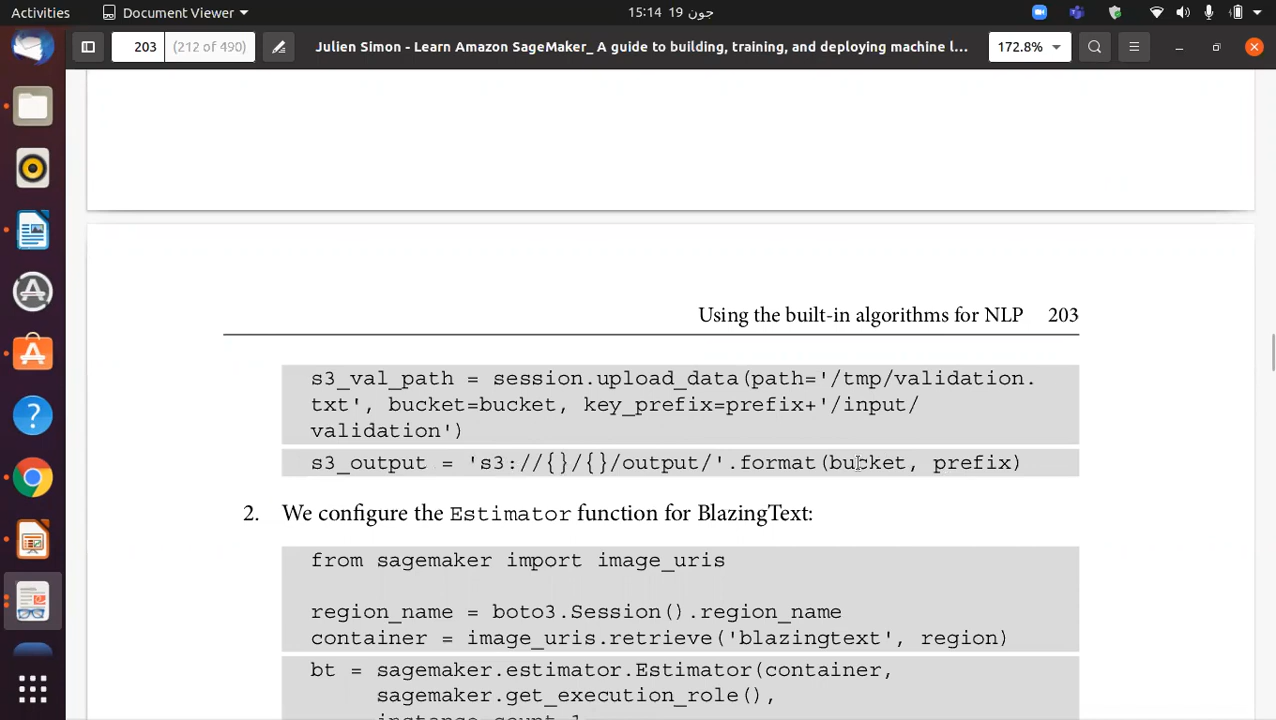 Activities
Document Viewer
15:14 19 جون
203
(212 of 490)
Julien Simon - Learn Amazon SageMaker_ A guide to building, training, and deploying machine l...
172.8%
Using the built-in algorithms for NLP 203
s3_val_path = session.upload_data(path='/tmp/validation.
txt', bucket=bucket, key_prefix=prefix+'/input/
validation')
s3_output = 's3://{}/{}/output/'.format(bucket, prefix)
2. We configure the Estimator function for BlazingText:
from sagemaker import image_uris
region_name = boto3.Session().region_name
container = image_uris.retrieve('blazingtext', region)
bt = sagemaker.estimator.Estimator(container,
sagemaker.get_execution_role(),
instance_count=1,